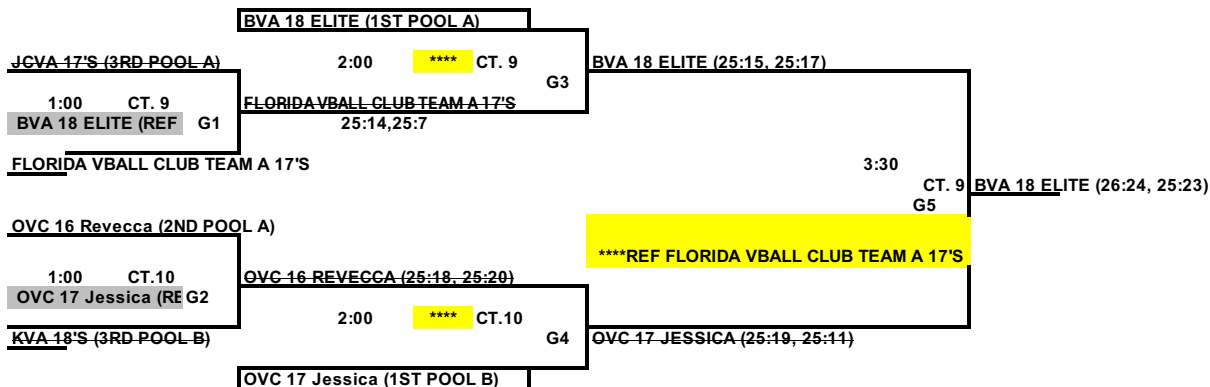 BVA 18 ELITE (1ST POOL A)
JCVA 17'S (3RD POOL A)
2:00 **** CT. 9
BVA 18 ELITE (25:15, 25:17)
G3
1:00 CT. 9
FLORIDA VBALL CLUB TEAM A 17'S
BVA 18 ELITE (REF G1
25:14,25:7
FLORIDA VBALL CLUB TEAM A 17'S
3:30
CT. 9 BVA 18 ELITE (26:24, 25:23)
G5
OVC 16 Revecca (2ND POOL A)
****REF FLORIDA VBALL CLUB TEAM A 17'S
1:00 CT.10
OVC 16 REVECCA (25:18, 25:20)
OVC 17 Jessica (RE G2
2:00 **** CT.10
KVA 18'S (3RD POOL B)
G4
OVC 17 JESSICA (25:19, 25:11)
OVC 17 Jessica (1ST POOL B)